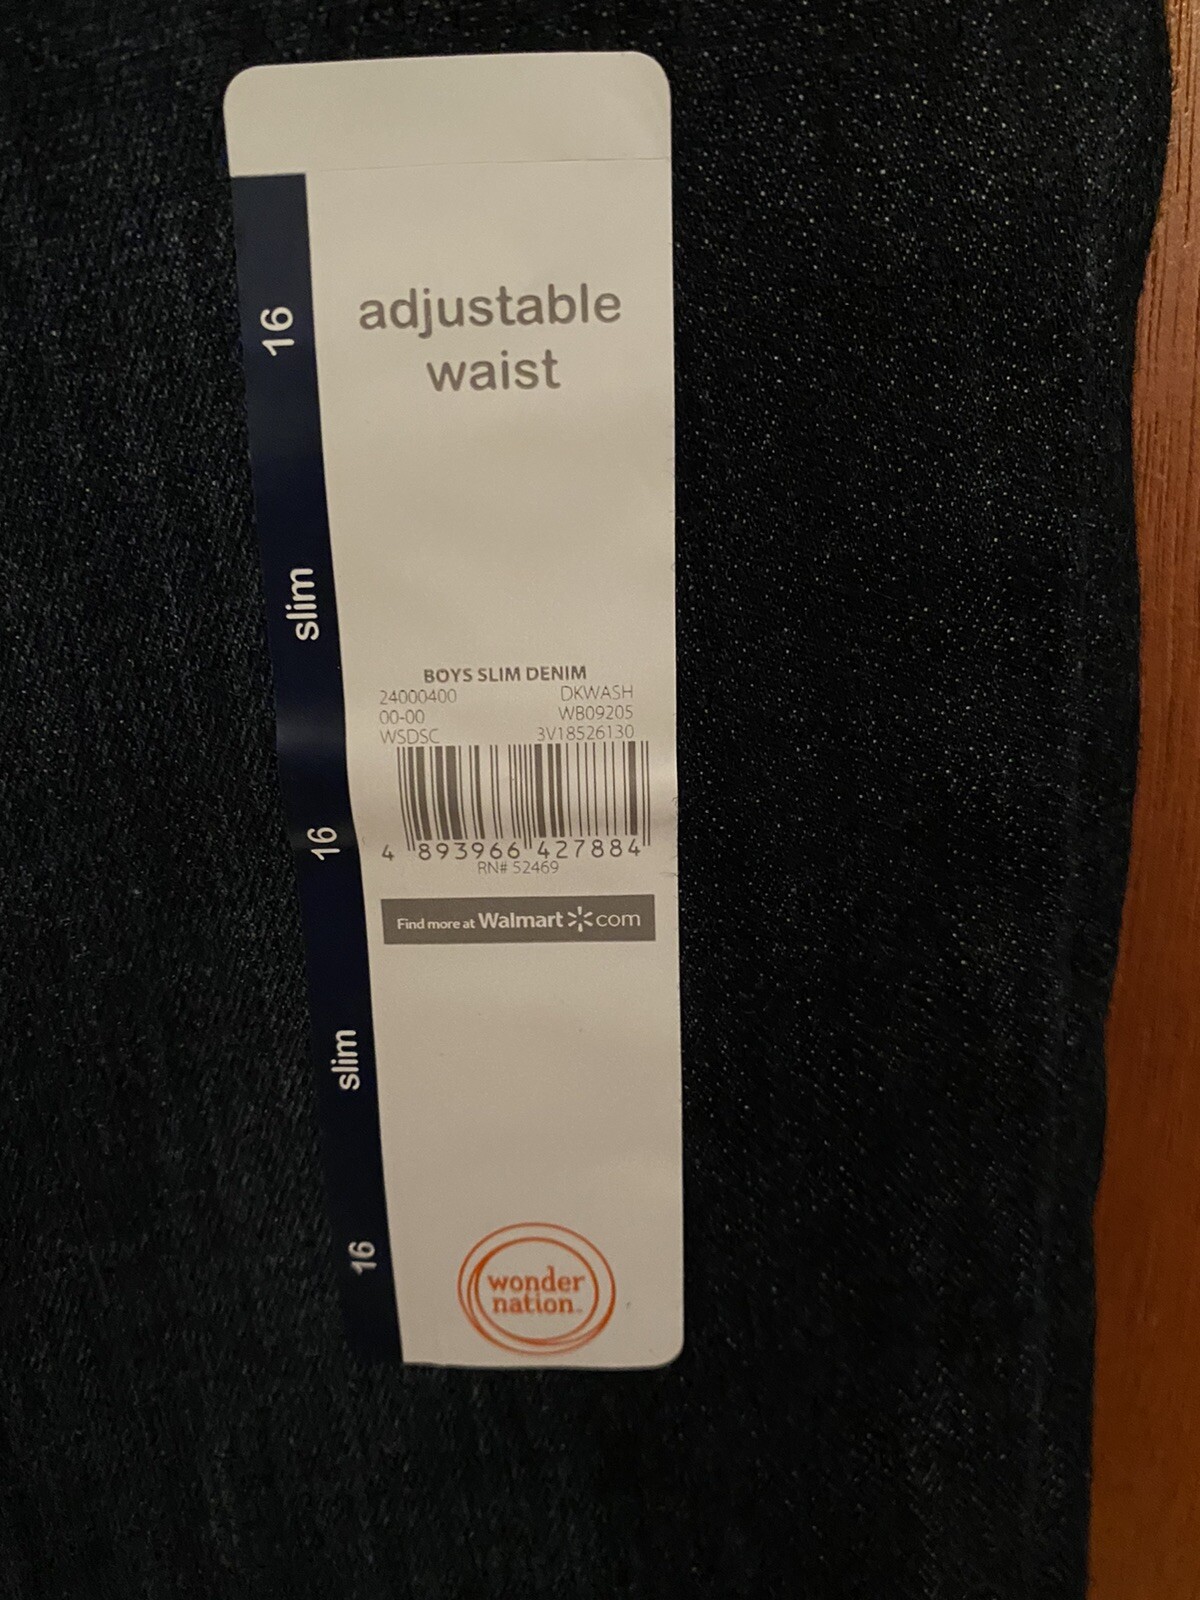 16
slim
16
slim
16
adjustable
waist
BOYS SLIM DENIM
24000400 DKWASH
00-00 WB09205
WSDSC 3V18526130
4 893966 427884
RN# 52469
Find more at Walmart com
wonder
nation™